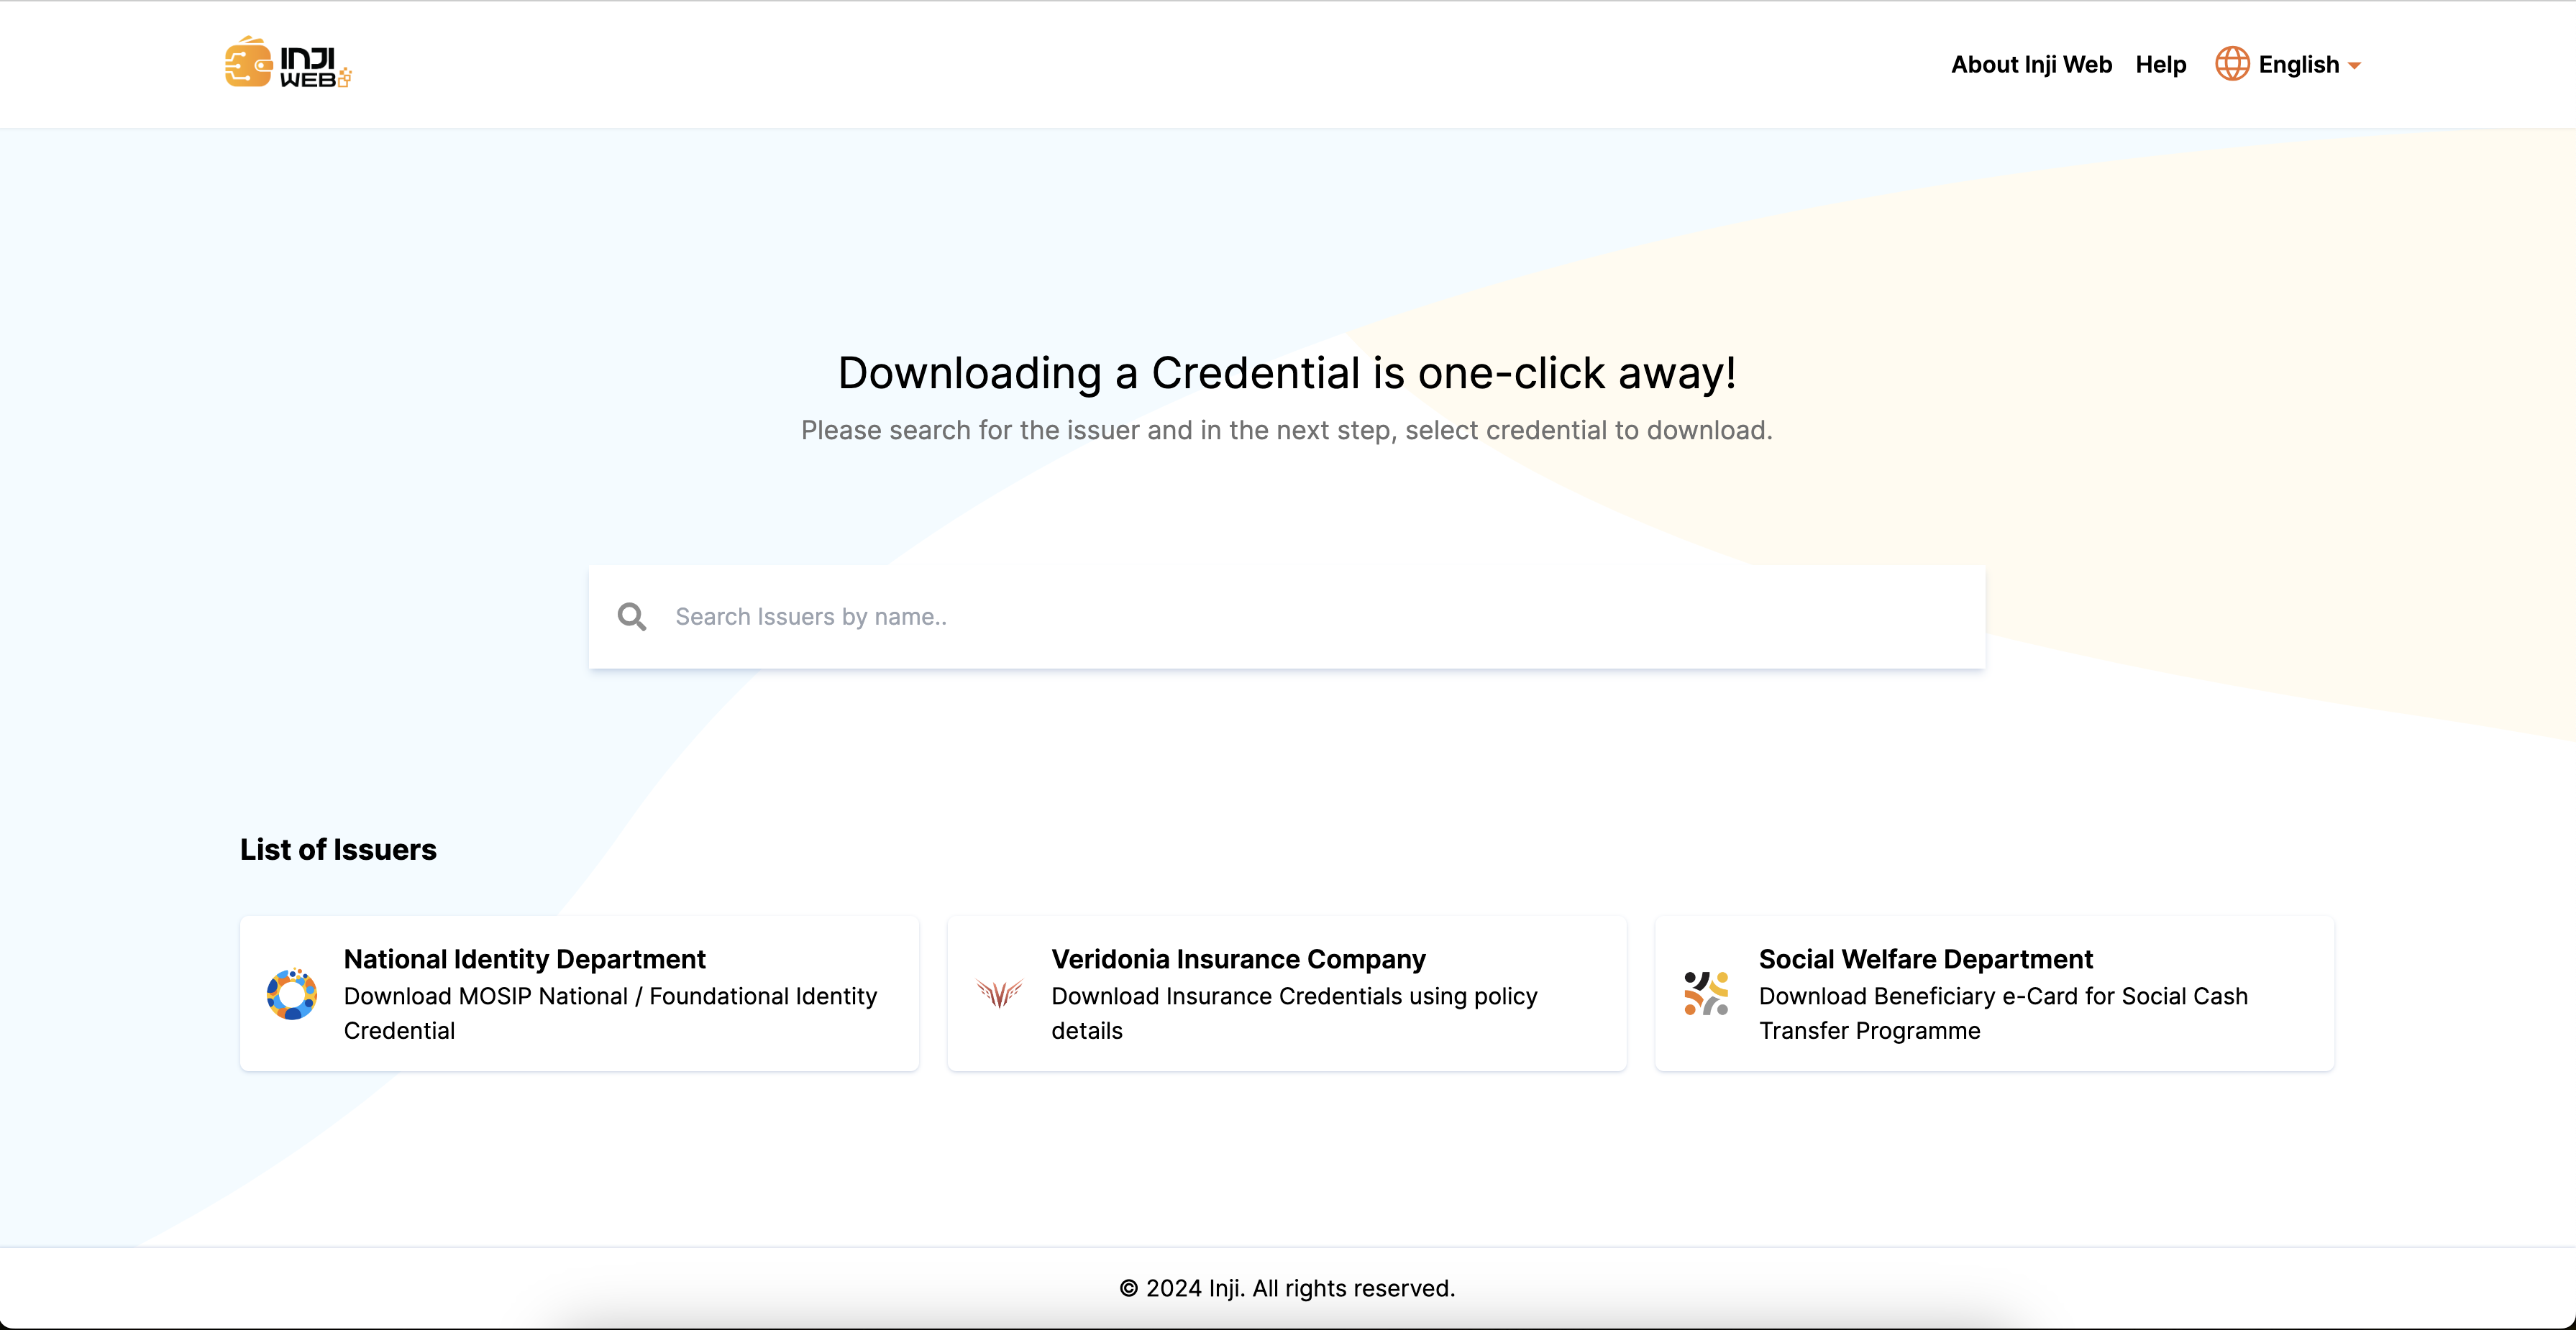 INJI
WEB
About Inji Web
Help
English
Downloading a Credential is one-click away!
Please search for the issuer and in the next step, select credential to download.
Search Issuers by name..
List of Issuers
National Identity Department
Download MOSIP National / Foundational Identity
Credential
Veridonia Insurance Company
Download Insurance Credentials using policy
details
Social Welfare Department
Download Beneficiary e-Card for Social Cash
Transfer Programme
© 2024 Inji. All rights reserved.